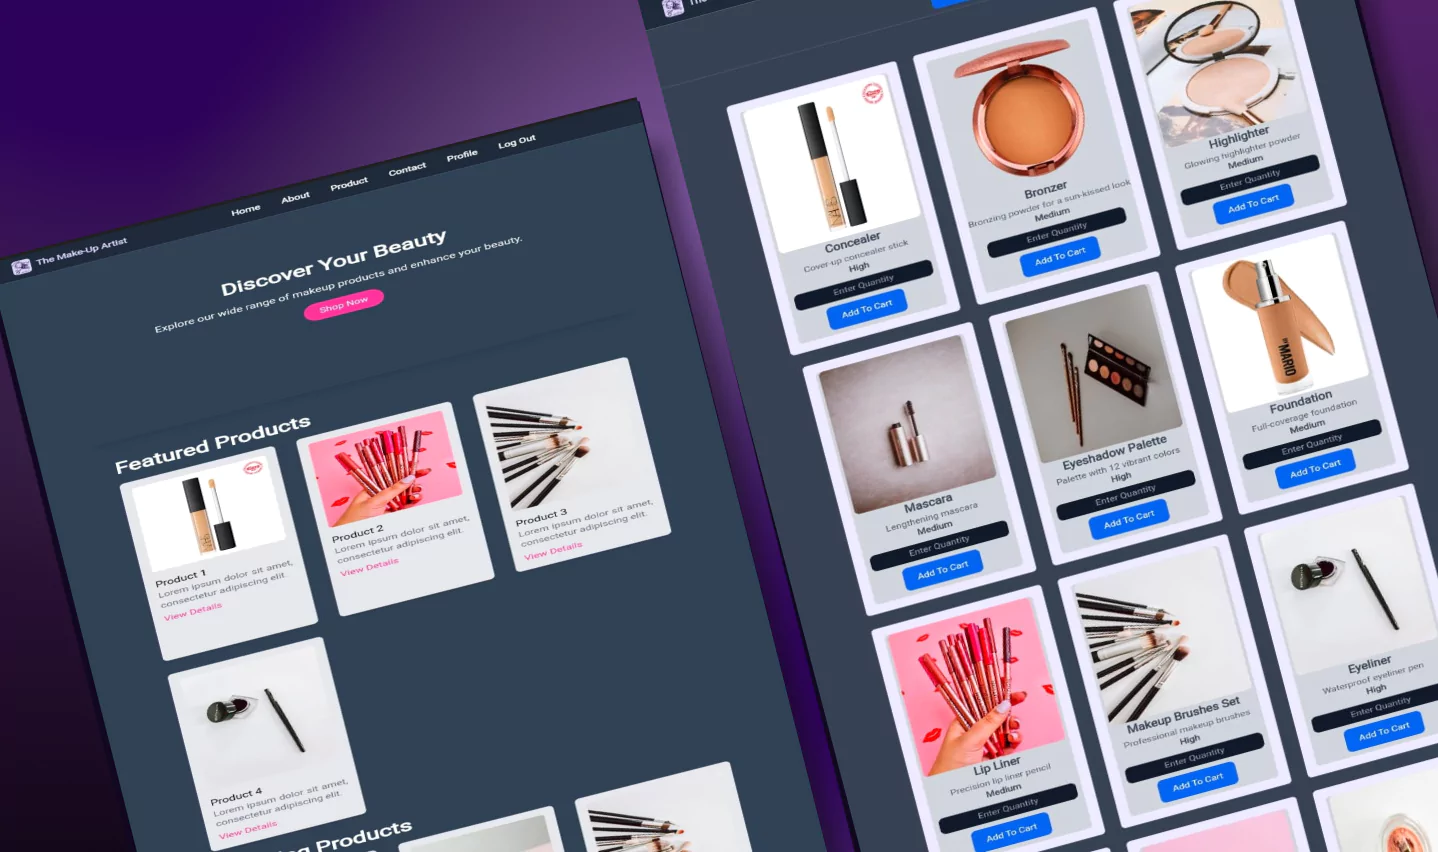 The Make-Up Artist
Home
About
Product
Contact
Profile
Log Out
Discover Your Beauty
Explore our wide range of makeup products and enhance your beauty.
Shop Now
Featured Products
Product 1
Lorem ipsum dolor sit amet,
consectetur adipiscing elit.
View Details
Product 2
Lorem ipsum dolor sit amet,
consectetur adipiscing elit.
View Details
Product 3
Lorem ipsum dolor sit amet,
consectetur adipiscing elit.
View Details
Product 4
Lorem ipsum dolor sit amet,
consectetur adipiscing elit.
View Details
Products
NARS
Concealer
Cover-up concealer stick
High
Enter Quantity
Add To Cart
Bronzer
Bronzing powder for a sun-kissed look
Medium
Enter Quantity
Add To Cart
Highlighter
Glowing highlighter powder
Medium
Enter Quantity
Add To Cart
Mascara
Lengthening mascara
Medium
Enter Quantity
Add To Cart
Eyeshadow Palette
Palette with 12 vibrant colors
High
Enter Quantity
Add To Cart
MARIO
Foundation
Full-coverage foundation
Medium
Enter Quantity
Add To Cart
Lip Liner
Precision lip liner pencil
Medium
Enter Quantity
Add To Cart
Makeup Brushes Set
Professional makeup brushes
High
Enter Quantity
Add To Cart
Eyeliner
Waterproof eyeliner pen
High
Enter Quantity
Add To Cart